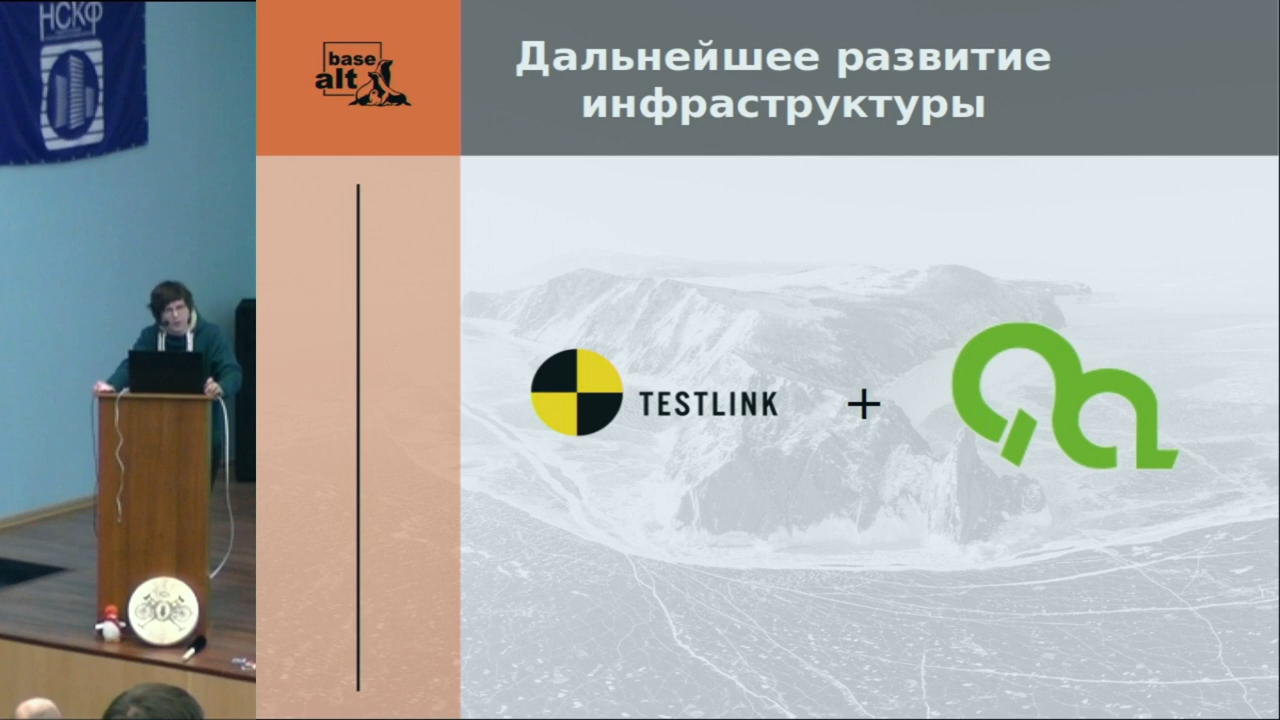 НСКФ
base
alt
Дальнейшее развитие
инфраструктуры
TESTLINK
+